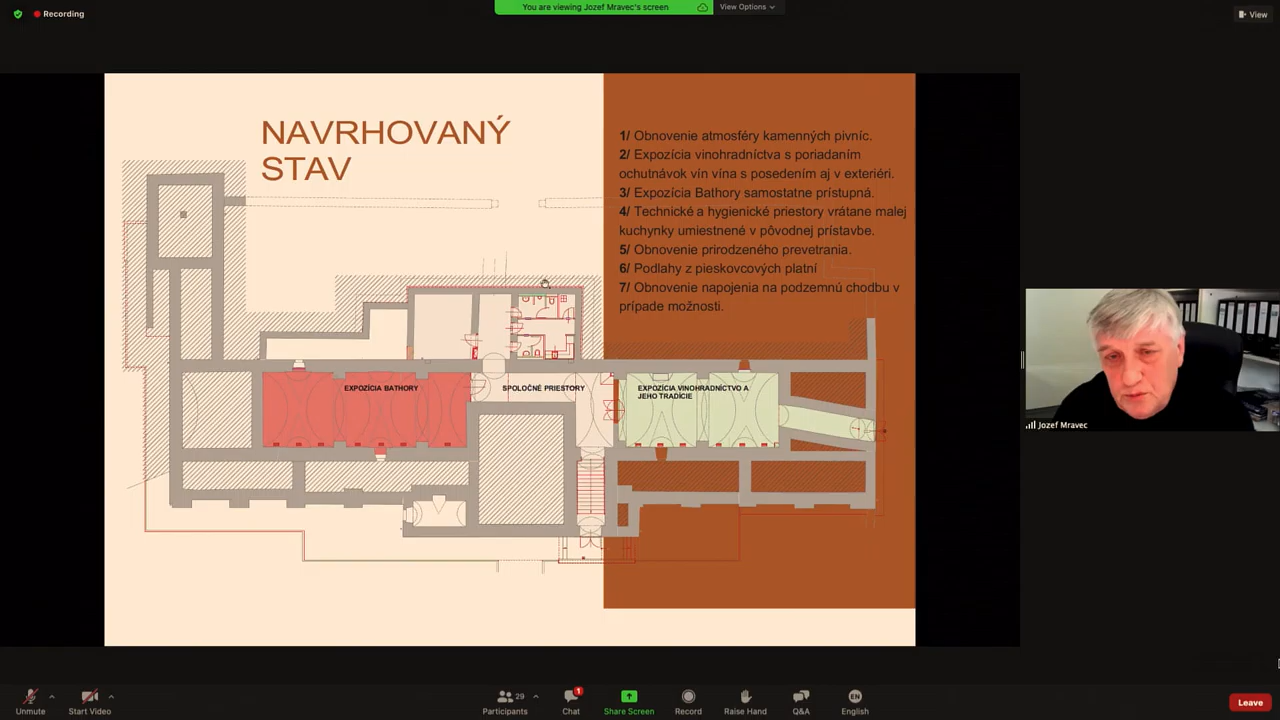 Recording
You are viewing Jozef Mravec's screen
View Options
View
NAVRHOVANÝ
STAV
1/ Obnovenie atmosféry kamenných pivníc.
2/ Expozícia vinohradníctva s poriadaním
ochutnávok vín vína s posedením aj v exteriéri.
3/ Expozícia Bathory samostatne prístupná.
4/ Technické a hygienické priestory vrátane malej
kuchynky umiestnené v pôvodnej prístavbe.
5/ Obnovenie prirodzeného prevetrania.
6/ Podlahy z pieskovcových platní
7/ Obnovenie napojenia na podzemnú chodbu v
prípade možnosti.
EXPOZÍCIA BATHORY
SPOLOČNÉ PRIESTORY
EXPOZÍCIA VINOHRADNÍCTVO A
JEHO TRADÍCIE
Jozef Mravec
Unmute
Start Video
29
Participants
1
Chat
Share Screen
Record
Raise Hand
Q&A
EN
English
Leave